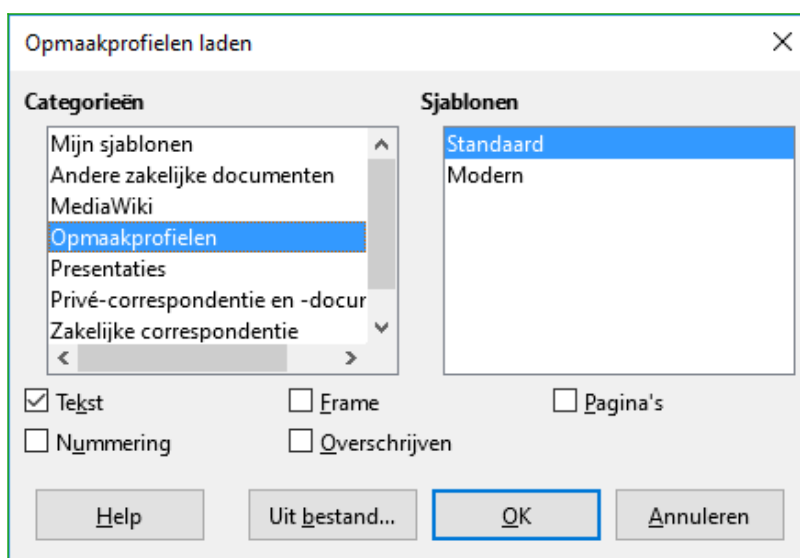 Opmaakprofielen laden
Categorieën
Sjablonen
Mijn sjablonen
Andere zakelijke documenten
MediaWiki
Opmaakprofielen
Presentaties
Privé-correspondentie en -docur
Zakelijke correspondentie
Standaard
Modern
Tekst
Frame
Pagina's
Nummering
Overschrijven
Help
Uit bestand...
OK
Annuleren